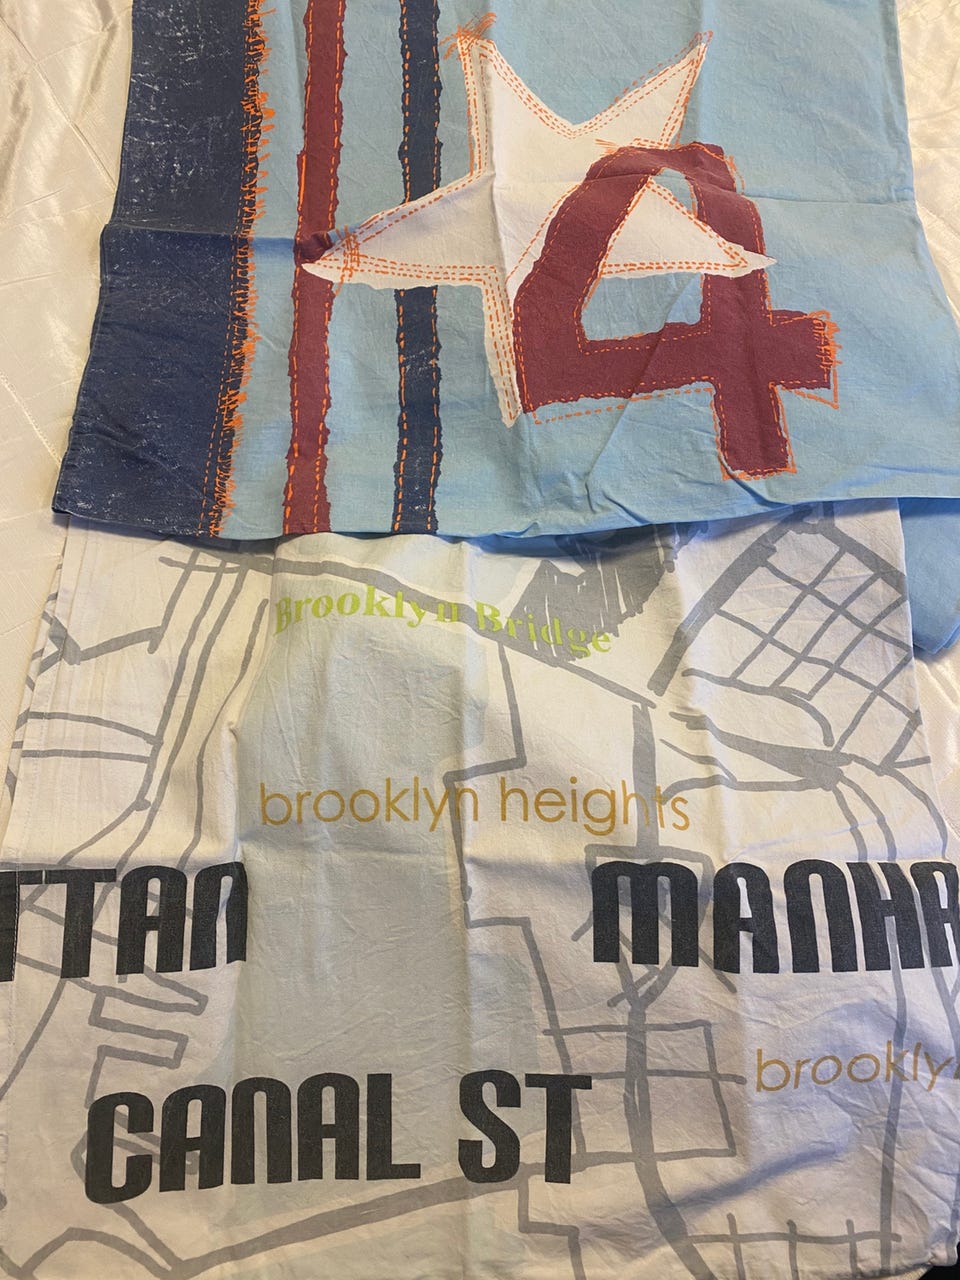 4
Brooklyn Bridge
brooklyn heights
TTAN
MANHA
brookly
CANAL ST